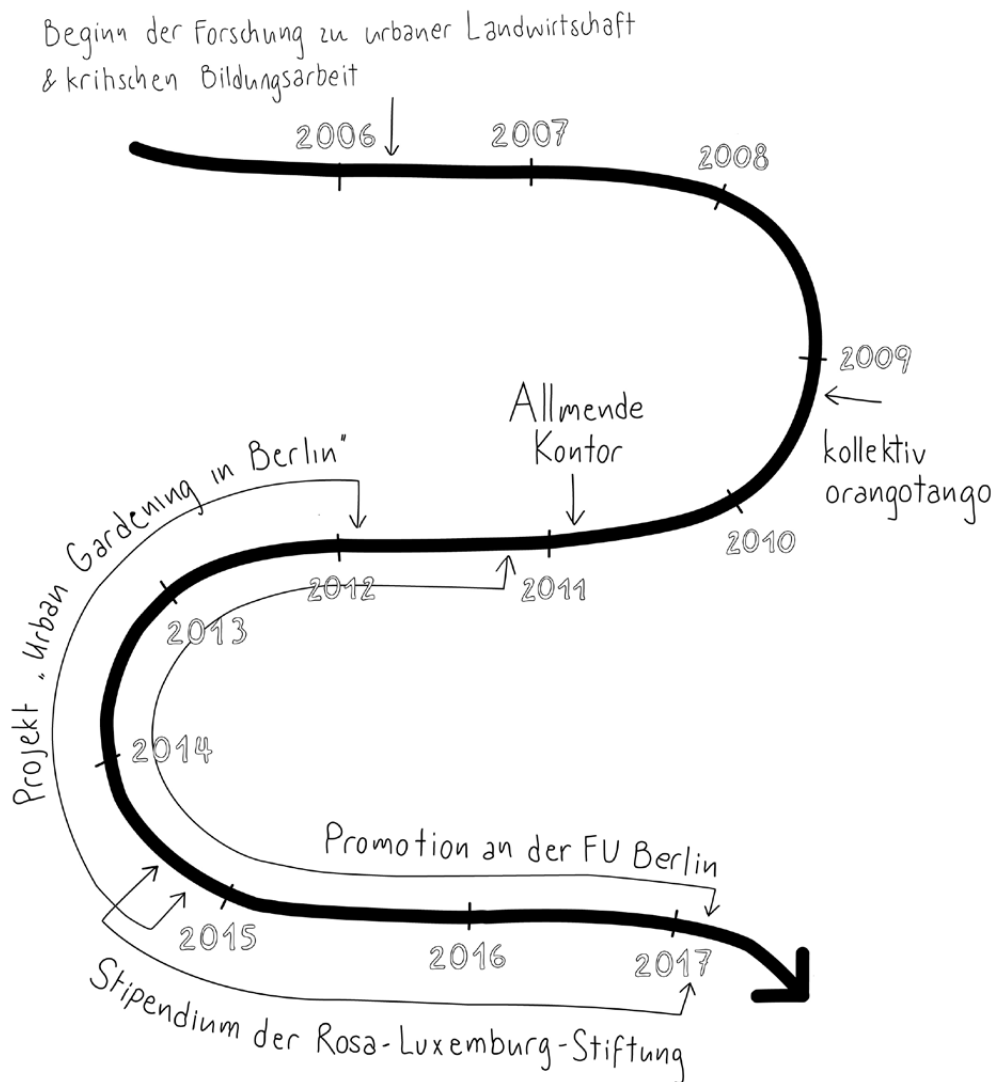 Beginn der Forschung zu urbaner Landwirtschaft
& kritischen Bildungsarbeit
2006
2007
2008
2009
kollektiv
orangotango
2010
Allmende
Kontor
2011
2012
Projekt „Urban Gardening in Berlin"
2013
2014
Promotion an der FU Berlin
2015
2016
2017
Stipendium der Rosa-Luxemburg-Stiftung